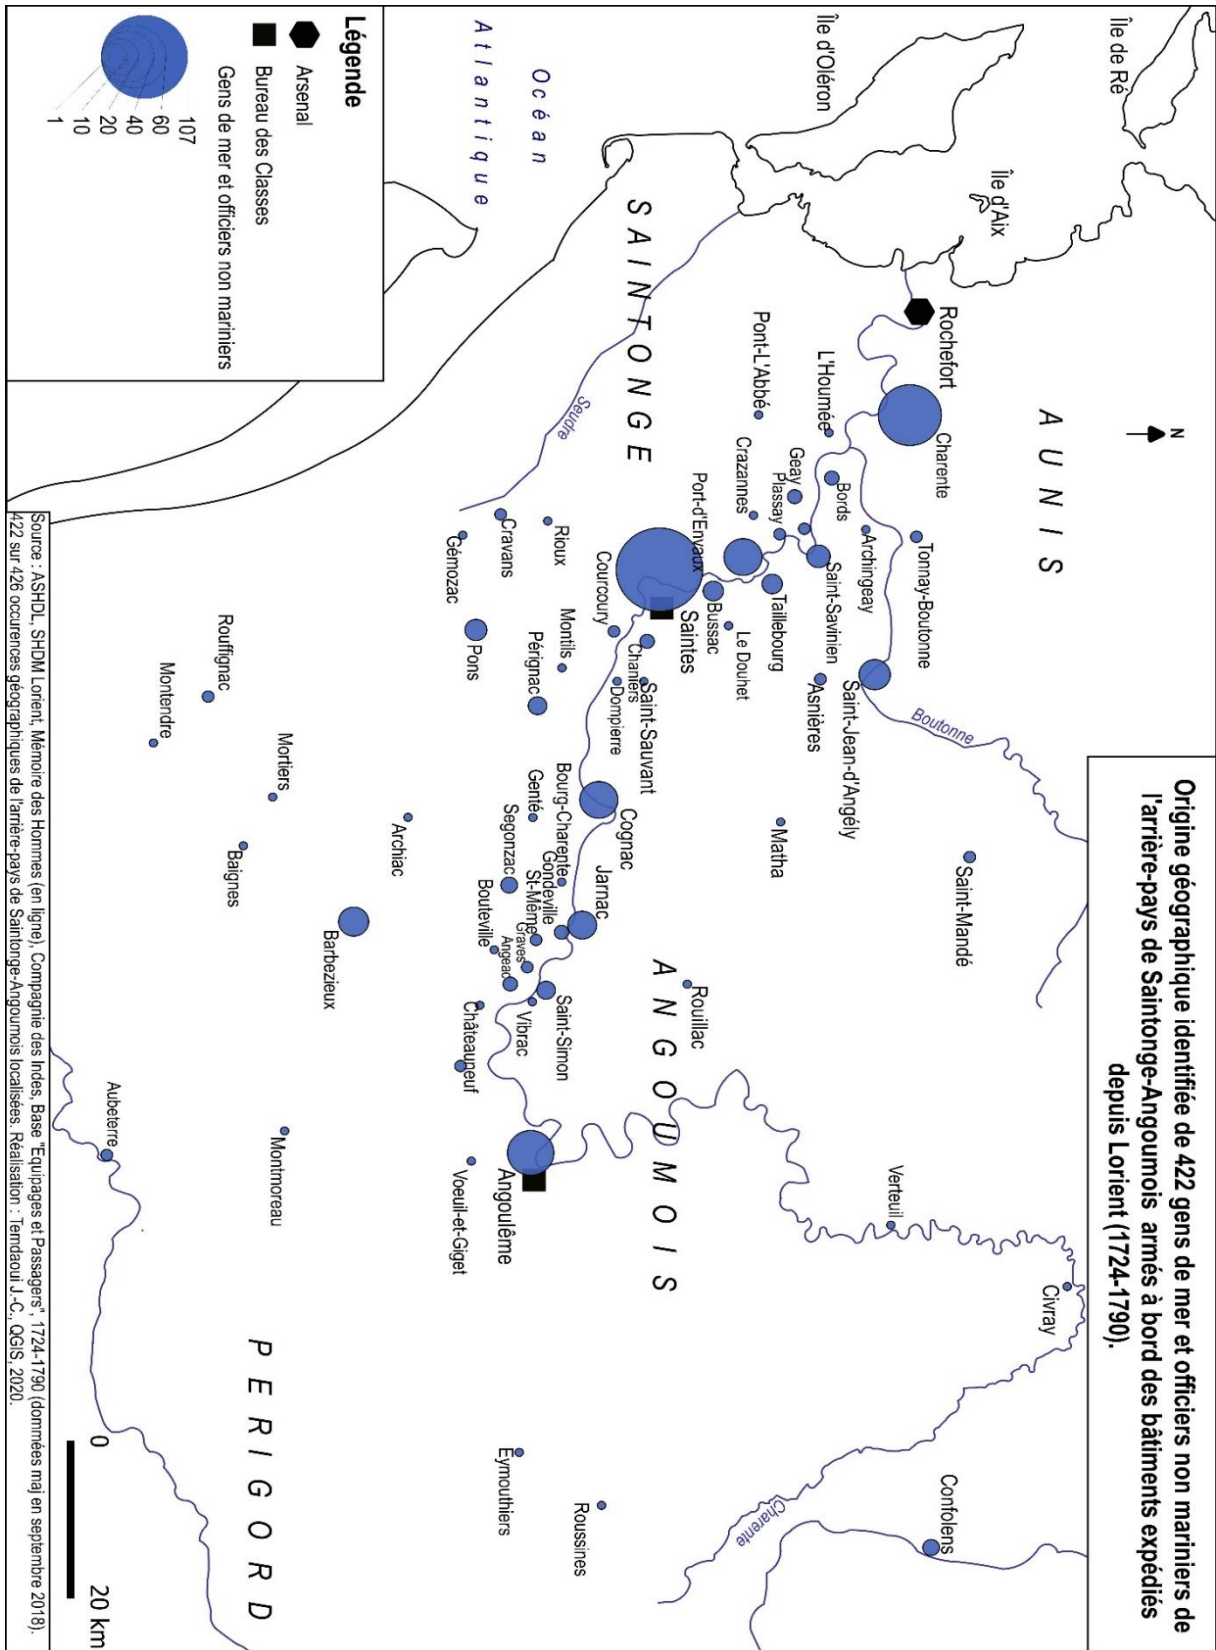 Origine géographique identifiée de 422 gens de mer et officiers non mariniers de
l'arrière-pays de Saintonge-Angoumois armés à bord des bâtiments expédiés
depuis Lorient (1724-1790).
N
AUNIS
Île de Ré
Île d'Aix
Île d'Oléron
Rochefort
Charente
Tonnay-Boutonne
Archingeay
L'Houmée
Bords
Geay
Plassay
Crazannes
Pont-L'Abbé
Saint-Savinien
Taillebourg
Port-d'Envaux
Bussac
Le Douhet
Asnières
Saint-Jean-d'Angély
Boutonne
Saint-Mandé
Matha
Civray
Verteuil
Confolens
Charente
Roussines
Eymouthers
Rouillac
ANGOUMOIS
SAINTONGE
Seudre
Saintes
Courcoury
Chaniers
Saint-Sauvant
Dompierre
Montils
Rioux
Cravans
Gémozac
Pons
Pérignac
Cognac
Genté
Bourg-Charente
Segonzac
Jarnac
Gondeville
St-Même
Graves
Angeac
Bouteville
Saint-Simon
Vibrac
Châteauneuf
Angoulême
Voeuil-et-Giget
Archiac
Barbezieux
Mortiers
Baignes
Rouffignac
Montendre
Montmoreau
Aubeterre
PERIGORD
Océan
Atlantique
Légende
Arsenal
Bureau des Classes
Gens de mer et officiers non mariniers
107
60
40
20
10
1
0
20 km
Source : ASHDL, SHDM Lorient, Mémoire des Hommes (en ligne), Compagnie des Indes, Base "Equipages et Passagers", 1724-1790 (données maj en septembre 2018).
422 sur 426 occurences géographiques de l'arrière-pays de Saintonge-Angoumois localisées. Réalisation : Temdaoui J.-C., QGIS, 2020.